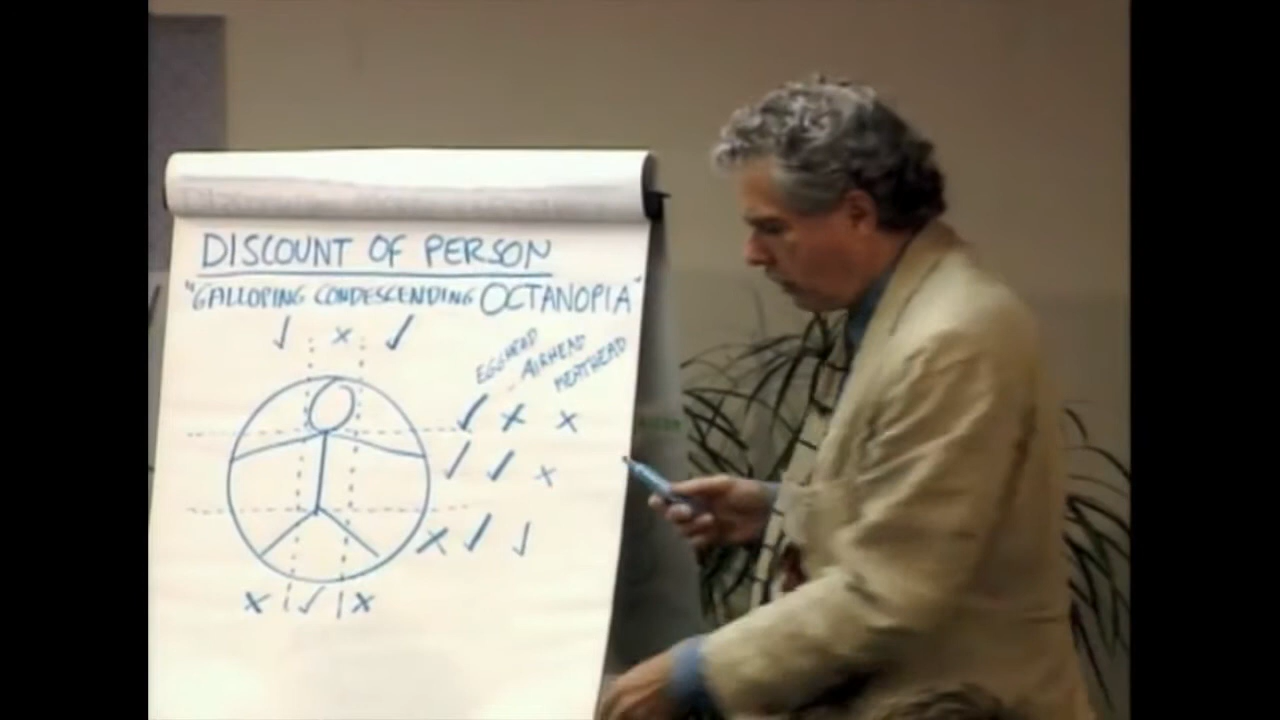 DISCOUNT OF PERSON
"GALLOPING CONDESCENDING OCTANOPIA"
✓ x ✓
EGGHEAD
AIRHEAD
MEATHEAD
✓ x x
✓ ✓ x
x ✓ ✓
x ✓ x